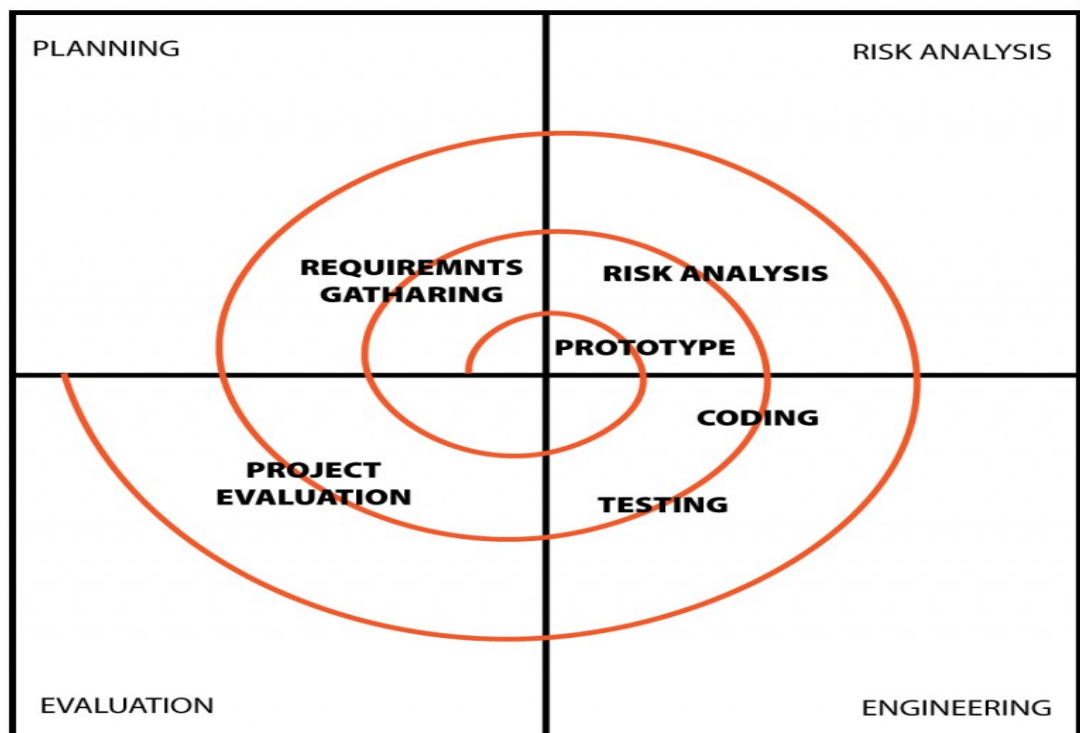 PLANNING
RISK ANALYSIS
REQUIREMNTS
GATHARING
RISK ANALYSIS
PROTOTYPE
CODING
TESTING
PROJECT
EVALUATION
EVALUATION
ENGINEERING